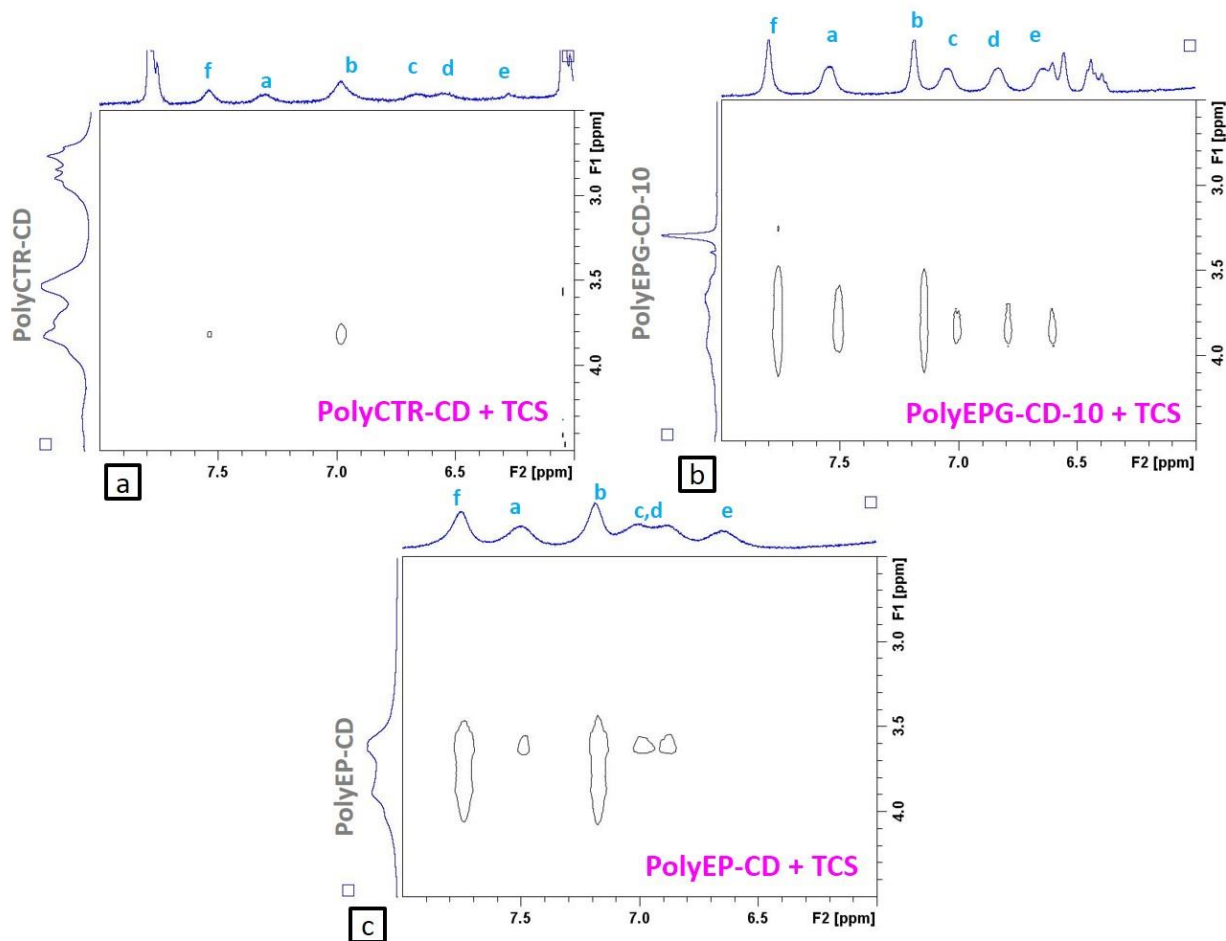 f a b c d e
PolyCTR-CD
3.0 3.5 4.0 F1 [ppm]
PolyCTR-CD + TCS
7.5 7.0 6.5 F2 [ppm]
a
f a b c d e
PolyEPG-CD-10
3.0 3.5 4.0 F1 [ppm]
PolyEPG-CD-10 + TCS
7.5 7.0 6.5 F2 [ppm]
b
f a b c,d e
PolyEP-CD
3.0 3.5 4.0 F1 [ppm]
PolyEP-CD + TCS
7.5 7.0 6.5 F2 [ppm]
c